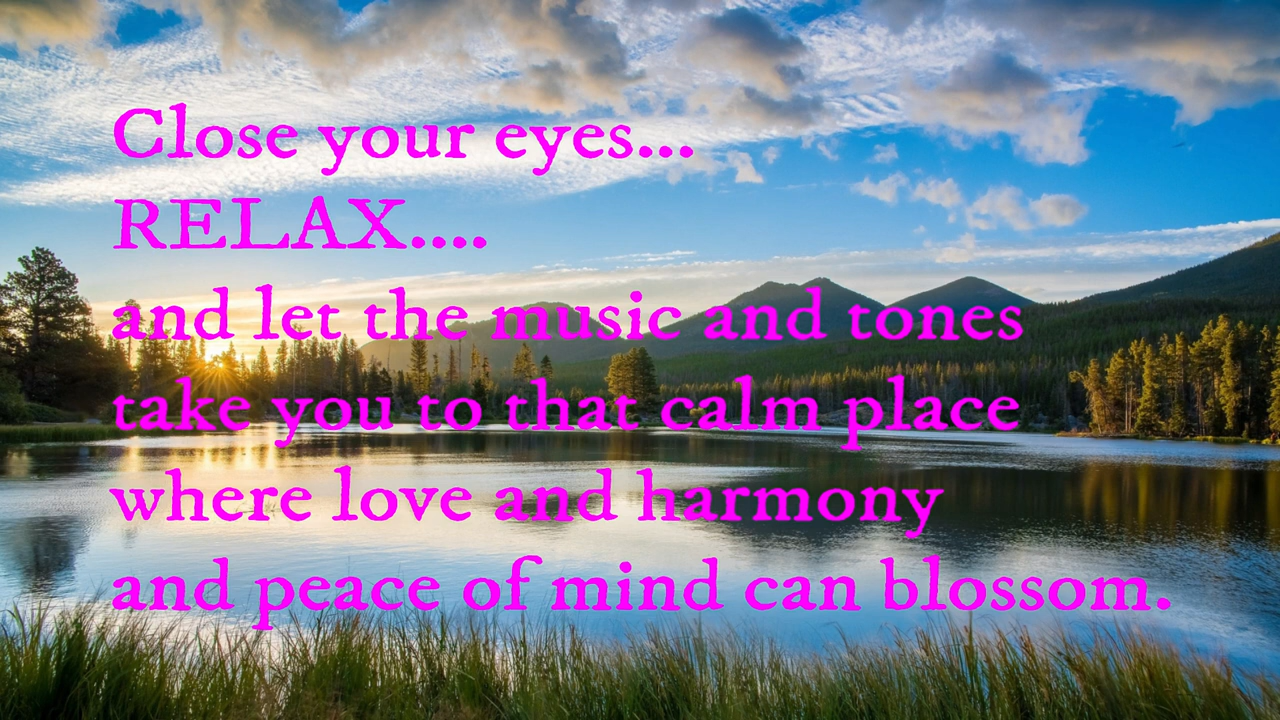 Close your eyes...
RELAX....
and let the music and tones
take you to that calm place
where love and harmony
and peace of mind can blossom.